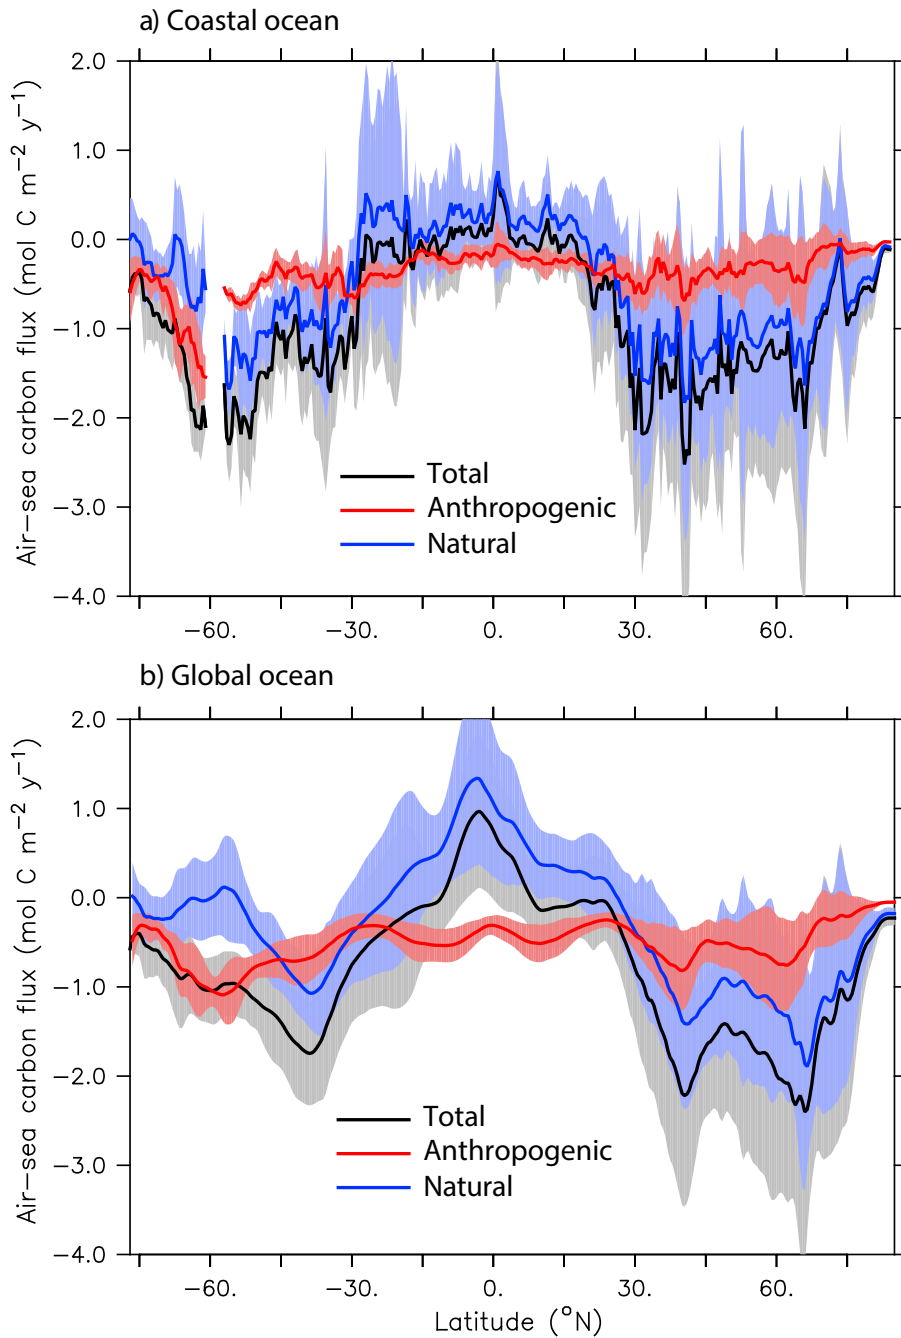 a) Coastal ocean
Air−sea carbon flux (mol C m−2 y−1)
2.0
1.0
0.0
−1.0
−2.0
−3.0
−4.0
Total
Anthropogenic
Natural
−60. −30. 0. 30. 60.
b) Global ocean
Air−sea carbon flux (mol C m−2 y−1)
2.0
1.0
0.0
−1.0
−2.0
−3.0
−4.0
Total
Anthropogenic
Natural
−60. −30. 0. 30. 60.
Latitude (°N)